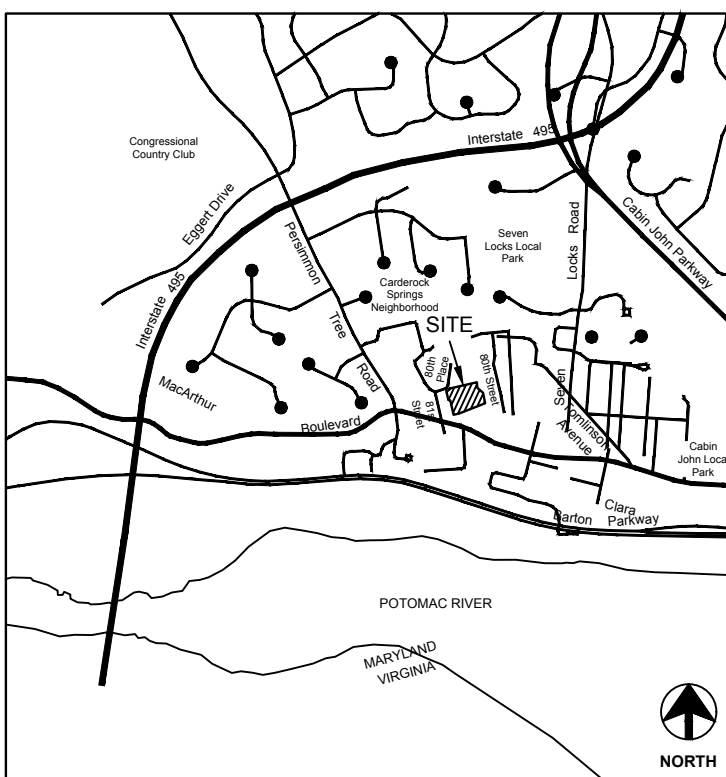 Congressional
Country Club
Interstate 495
Eggert Drive
Persimmon
Tree
Road
Interstate 495
Seven
Locks Local
Park
Locks Road
Seven
Cabin John Parkway
Carderock
Springs
Neighborhood
SITE
80th
Place
80th Street
81st
Street
MacArthur
Boulevard
Tomlinson
Avenue
Cabin
John Local
Park
Clara
Barton Parkway
POTOMAC RIVER
MARYLAND
VIRGINIA
NORTH